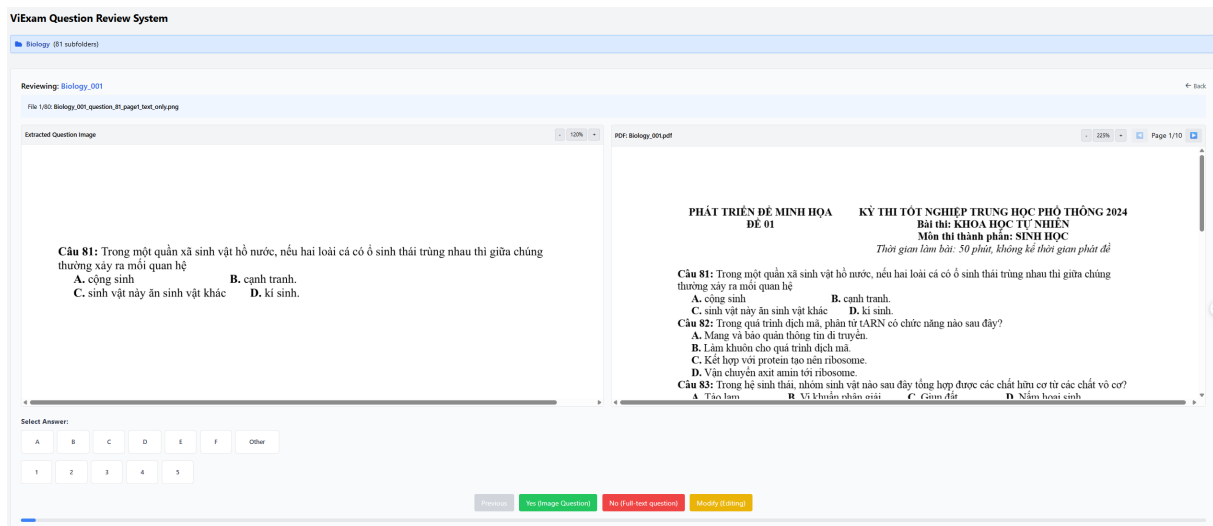 ViExam Question Review System
Biology (81 subfolders)
Reviewing: Biology_001
← Back
File 1/80: Biology_001_question_81_page1_text_only.png
Extracted Question Image
- 120% +
Câu 81: Trong một quần xã sinh vật hồ nước, nếu hai loài cá có ổ sinh thái trùng nhau thì giữa chúng
thường xảy ra mối quan hệ
A. cộng sinh B. cạnh tranh.
C. sinh vật này ăn sinh vật khác D. kí sinh.
PDF: Biology_001.pdf
- 225% + Page 1/10
PHÁT TRIỂN ĐỀ MINH HỌA KỲ THI TỐT NGHIỆP TRUNG HỌC PHỔ THÔNG 2024
ĐỀ 01 Bài thi: KHOA HỌC TỰ NHIÊN
Môn thi thành phần: SINH HỌC
Thời gian làm bài: 50 phút, không kể thời gian phát đề
Câu 81: Trong một quần xã sinh vật hồ nước, nếu hai loài cá có ổ sinh thái trùng nhau thì giữa chúng
thường xảy ra mối quan hệ
A. cộng sinh B. cạnh tranh.
C. sinh vật này ăn sinh vật khác D. kí sinh.
Câu 82: Trong quá trình dịch mã, phân tử tARN có chức năng nào sau đây?
A. Mang và bảo quản thông tin di truyền.
B. Làm khuôn cho quá trình dịch mã.
C. Kết hợp với protein tạo nên ribosome.
D. Vận chuyển axit amin tới ribosome.
Câu 83: Trong hệ sinh thái, nhóm sinh vật nào sau đây tổng hợp được các chất hữu cơ từ các chất vô cơ?
A. Tảo lam B. Vi khuẩn phân giải C. Giun đất D. Nấm hoại sinh
Select Answer:
A B C D E F Other
1 2 3 4 5
Previous Yes (Image Question) No (Full-text question) Modify (Editing)